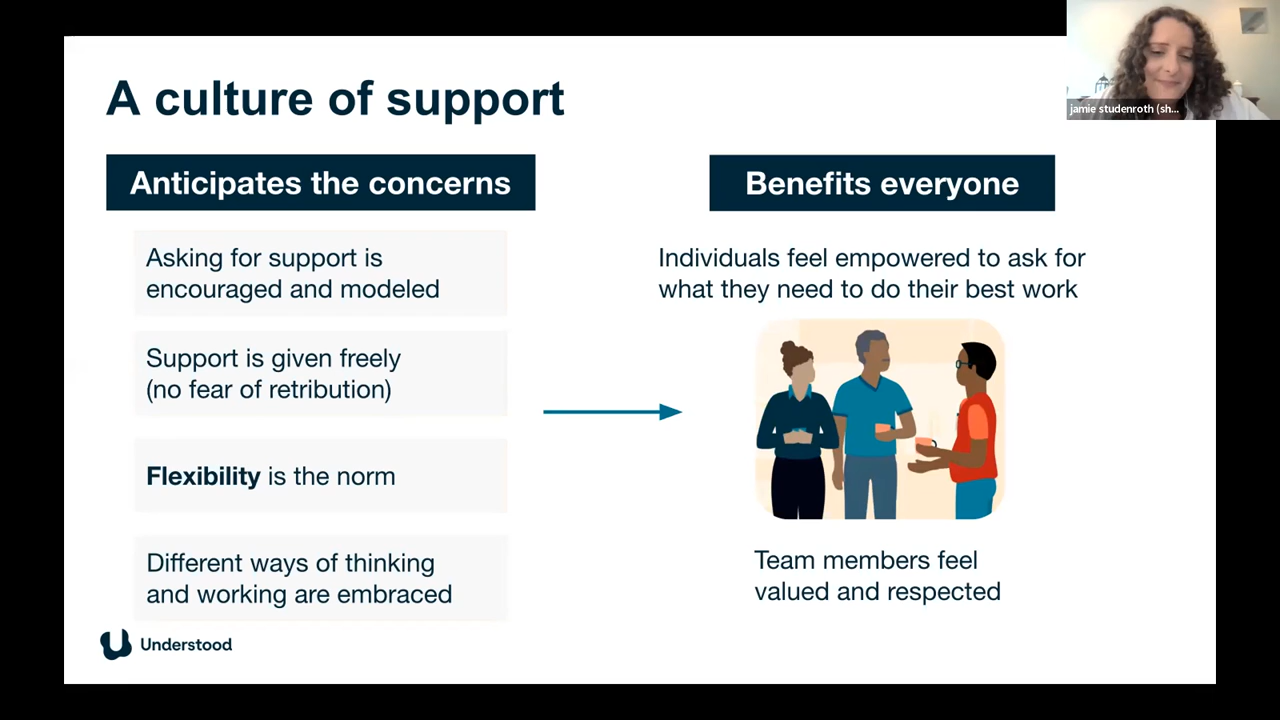 A culture of support
jamie studenroth (sh...
Anticipates the concerns
Asking for support is
encouraged and modeled
Support is given freely
(no fear of retribution)
Flexibility is the norm
Different ways of thinking
and working are embraced
Benefits everyone
Individuals feel empowered to ask for
what they need to do their best work
Team members feel
valued and respected
Understood